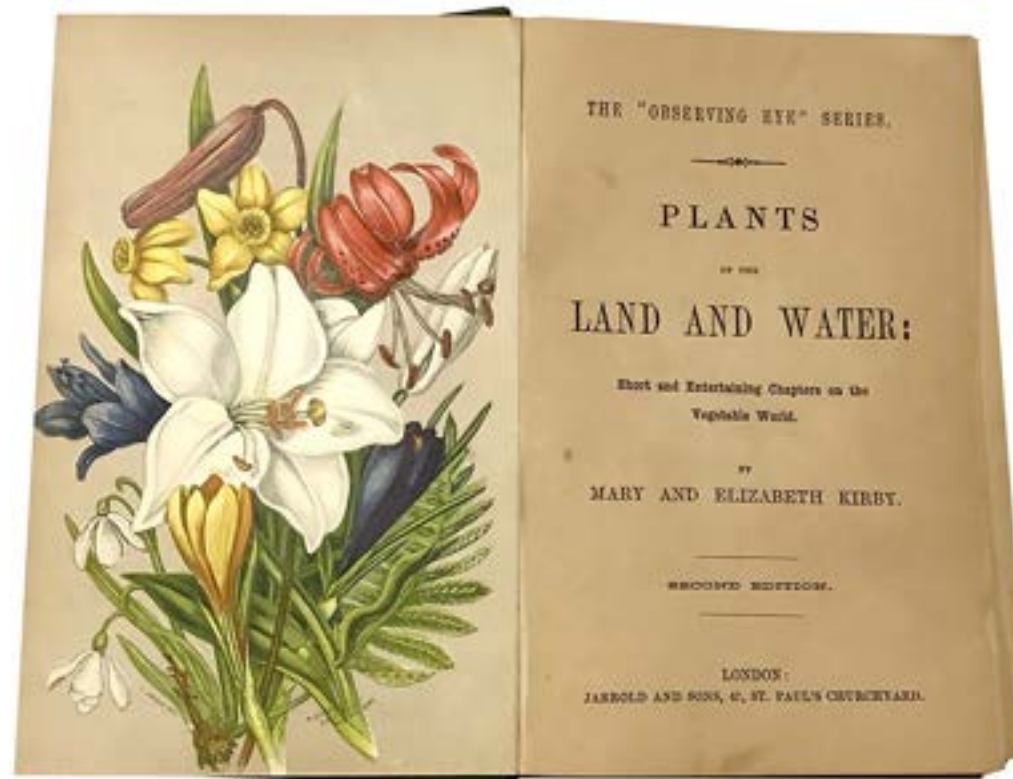 THE "OBSERVING EYE" SERIES.
PLANTS
OF THE
LAND AND WATER:
Short and Entertaining Chapters on the
Vegetable World.
BY
MARY AND ELIZABETH KIRBY.
SECOND EDITION.
LONDON:
JARROLD AND SONS, 47, ST. PAUL'S CHURCHYARD.